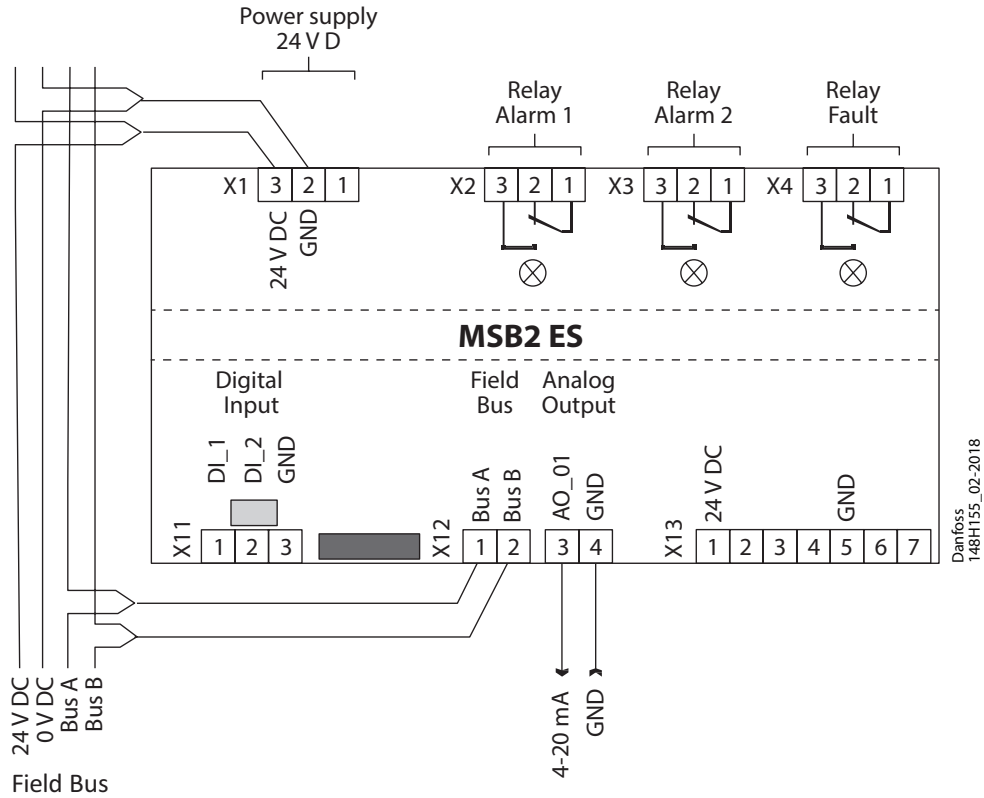 Power supply
24 V D
Relay
Alarm 1
Relay
Alarm 2
Relay
Fault
X1 3 2 1
X2 3 2 1
X3 3 2 1
X4 3 2 1
24 V DC
GND
MSB2 ES
Digital
Input
Field
Bus
Analog
Output
DI_1
DI_2
GND
Bus A
Bus B
AO_01
GND
24 V DC
GND
X11 1 2 3
X12 1 2 3 4
X13 1 2 3 4 5 6 7
Danfoss
148H155_02-2018
24 V DC
0 V DC
Bus A
Bus B
4-20 mA
GND
Field Bus